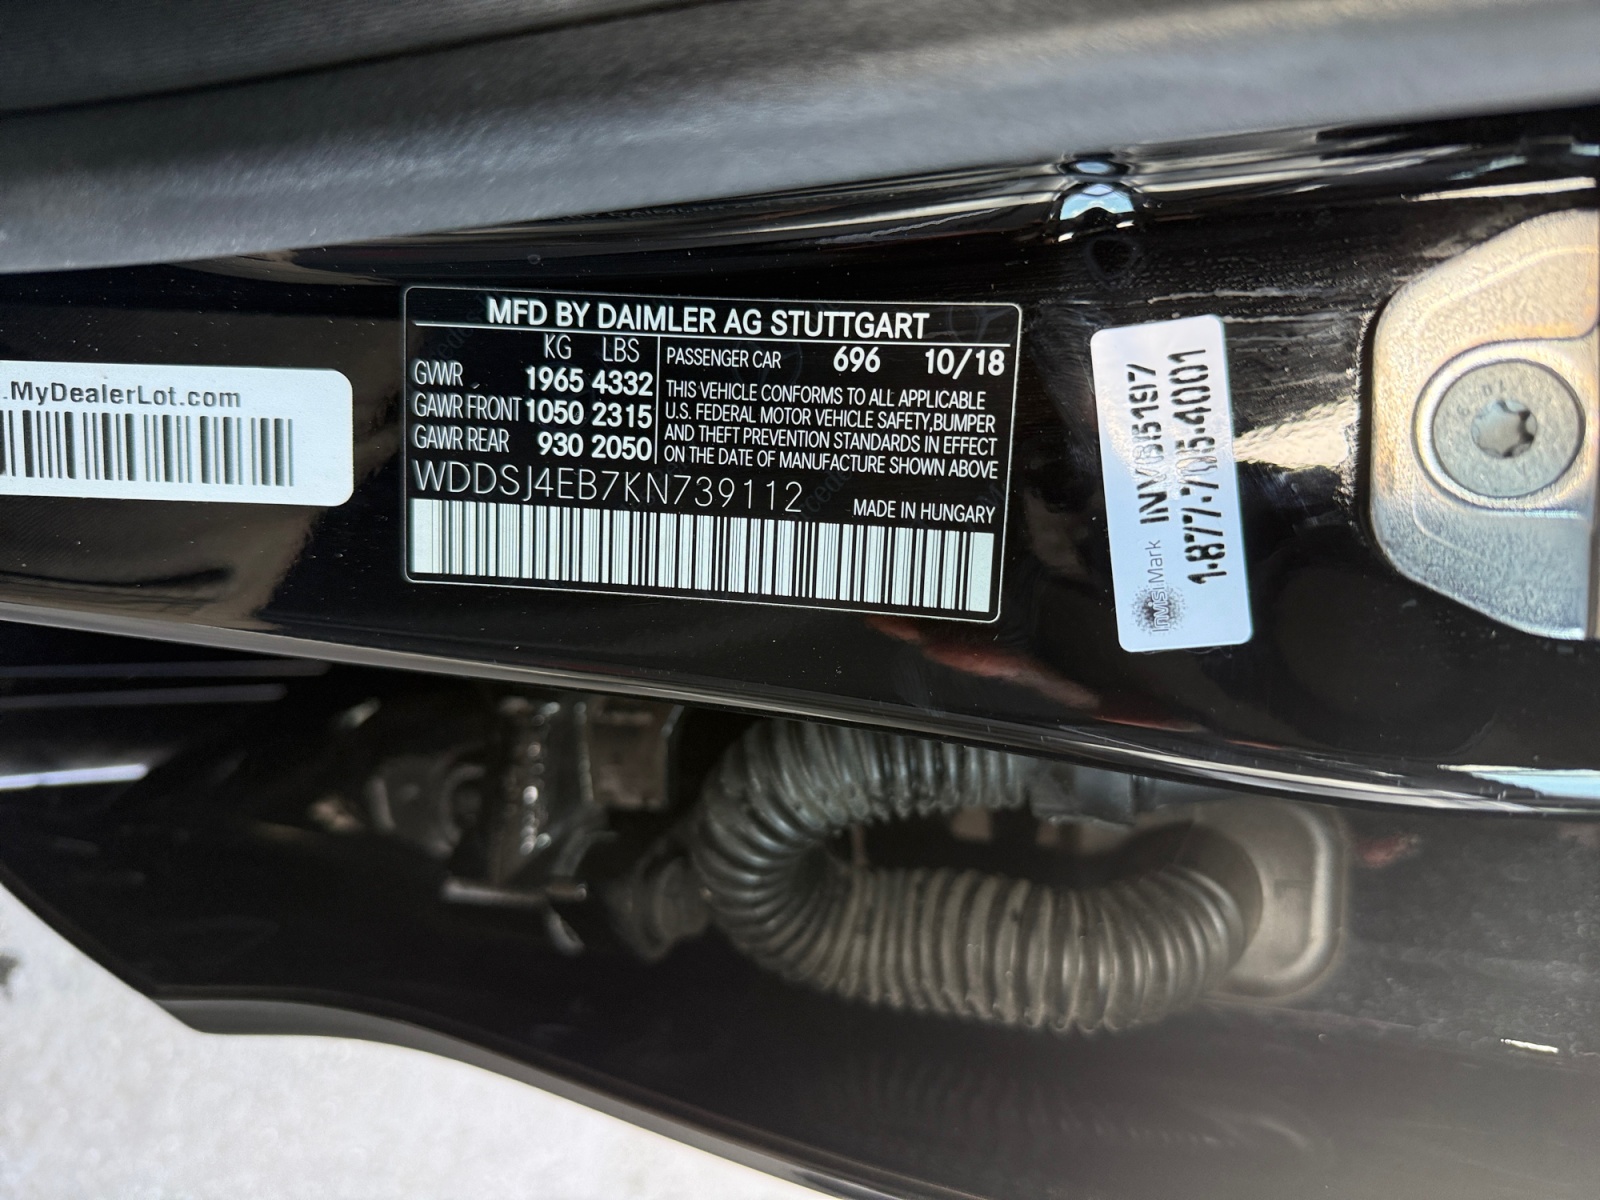 .MyDealerLot.com
MFD BY DAIMLER AG STUTTGART
KG LBS
GVWR 1965 4332
GAWR FRONT 1050 2315
GAWR REAR 930 2050
PASSENGER CAR 696 10/18
THIS VEHICLE CONFORMS TO ALL APPLICABLE
U.S. FEDERAL MOTOR VEHICLE SAFETY,BUMPER
AND THEFT PREVENTION STANDARDS IN EFFECT
ON THE DATE OF MANUFACTURE SHOWN ABOVE
WDDSJ4EB7KN739112
MADE IN HUNGARY
InvisiMark
1-877-705-4001